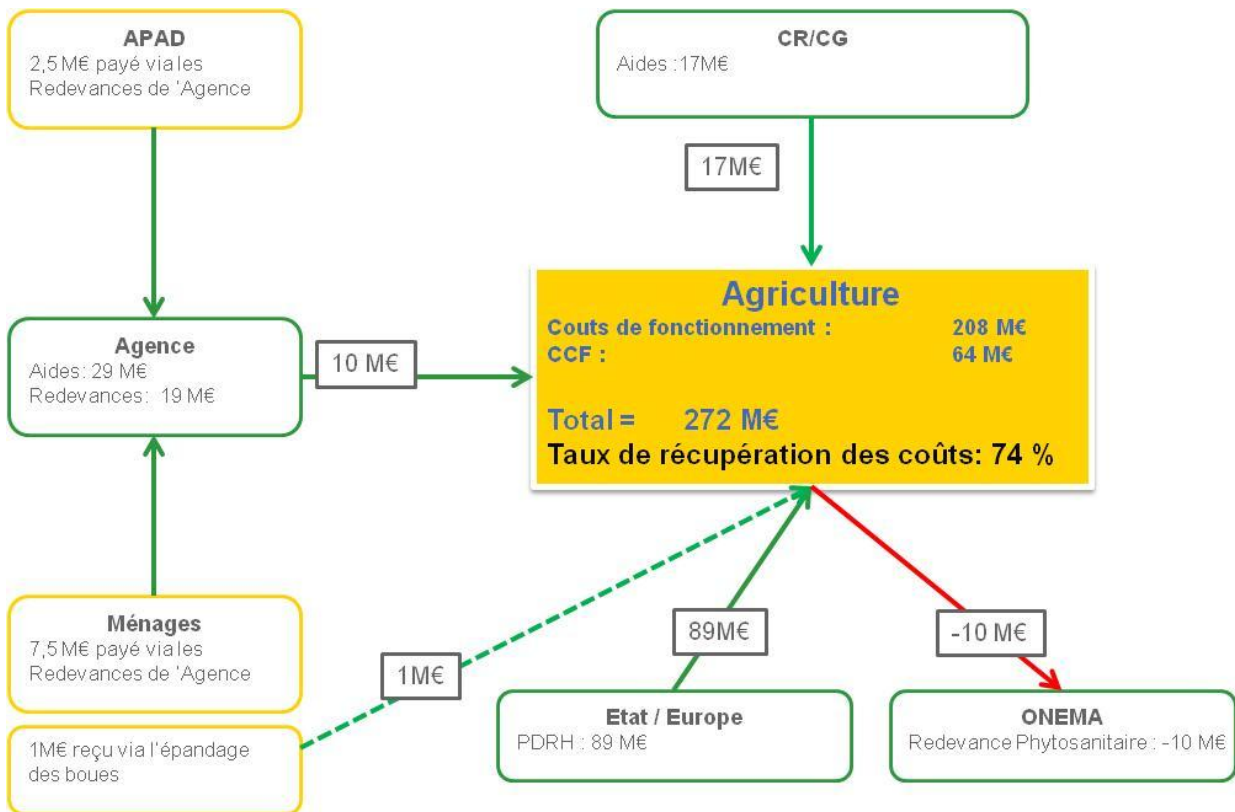 APAD
2,5 M€ payé via les
Redevances de 'Agence
CR/CG
Aides :17M€
17M€
Agence
Aides: 29 M€
Redevances: 19 M€
10 M€
Agriculture
Couts de fonctionnement : 208 M€
CCF : 64 M€
Total = 272 M€
Taux de récupération des coûts: 74 %
Ménages
7,5M€ payé via les
Redevances de 'Agence
1M€ reçu via l'épandage
des boues
1M€
89M€
-10 M€
Etat / Europe
PDRH : 89 M€
ONEMA
Redevance Phytosanitaire : -10 M€